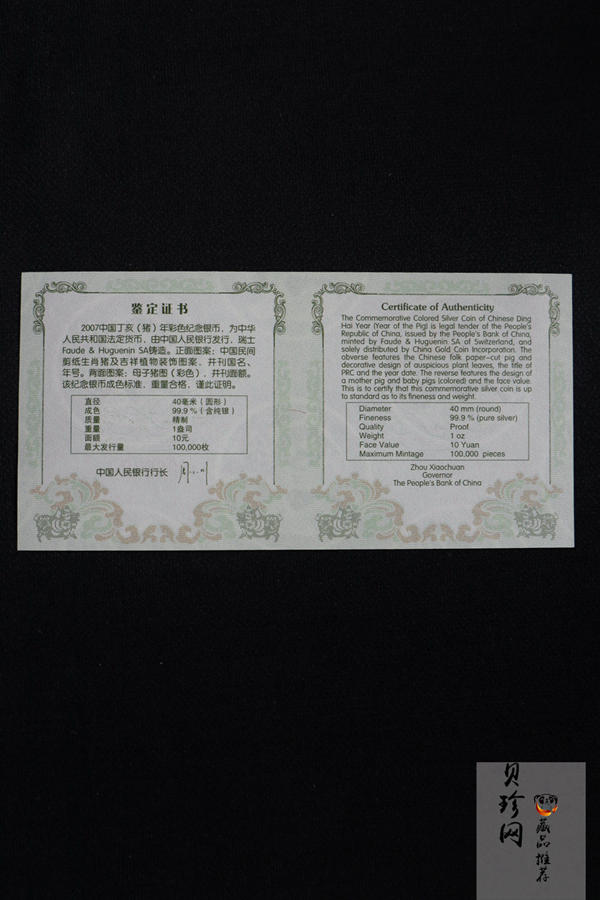 鉴定证书
2007中国丁亥（猪）年彩色纪念银币，为中华
人民共和国法定货币，由中国人民银行发行，瑞士
Faude & Huguenin SA铸造。正面图案：中国民间
剪纸生肖猪及吉祥植物装饰图案，并刊国名、
年号。背面图案：母子猪图（彩色），并刊面额。
该纪念银币成色标准、重量合格，谨此证明。
直径 40毫米（圆形）
成色 99.9％（含纯银）
质量 精制
重量 1盎司
面额 10元
最大发行量 100,000枚
中国人民银行行长
Certificate of Authenticity
The Commemorative Colored Silver Coin of Chinese Ding
Hai Year (Year of the Pig) is legal tender of the People's
Republic of China, issued by the People's Bank of China,
minted by Faude & Huguenin SA of Switzerland, and
solely distributed by China Gold Coin Incorporation. The
obverse features the Chinese folk paper-cut pig and
decorative design of auspicious plant leaves, the title of
PRC and the year date. The reverse features the design of
a mother pig and baby pigs (colored) and the face value.
This is to certify that this commemorative silver coin is up
to standard as to its fineness and weight.
Diameter 40 mm (round)
Fineness 99.9 % (pure silver)
Quality Proof
Weight 1 oz
Face Value 10 Yuan
Maximum Mintage 100,000 pieces
Zhou Xiaochuan
Governor
The People's Bank of China
贝珍网
藏品推荐